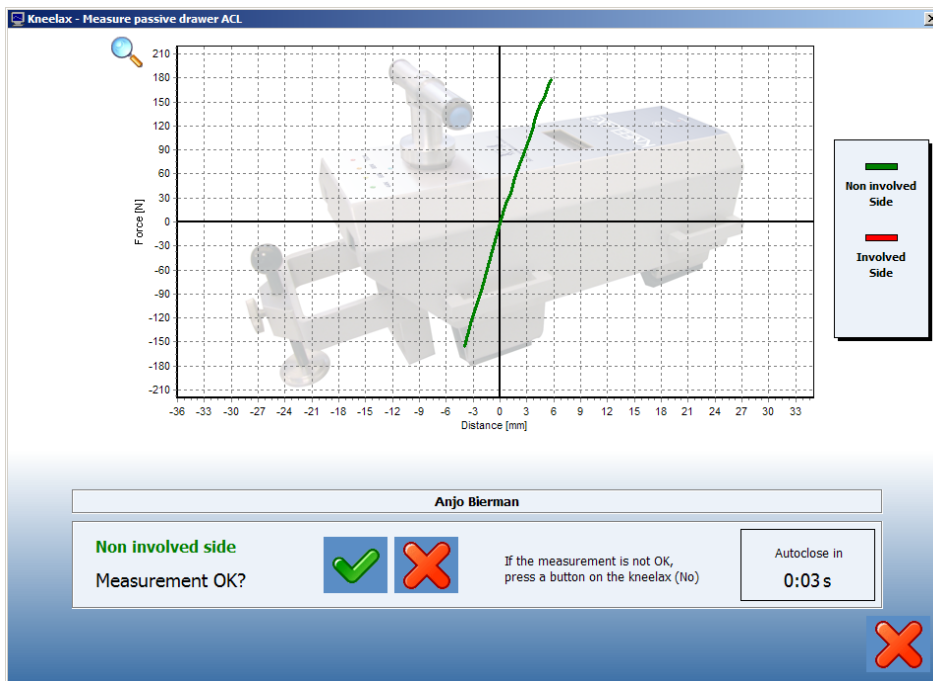 Kneelax - Measure passive drawer ACL
210
180
150
120
90
60
30
0
-30
-60
-90
-120
-150
-180
-210
Force [N]
-36 -33 -30 -27 -24 -21 -18 -15 -12 -9 -6 -3 0 3 6 9 12 15 18 21 24 27 30 33
Distance [mm]
Non involved
Side
Involved
Side
Anjo Bierman
Non involved side
Measurement OK?
If the measurement is not OK,
press a button on the kneelax (No)
Autoclose in
0:03 s